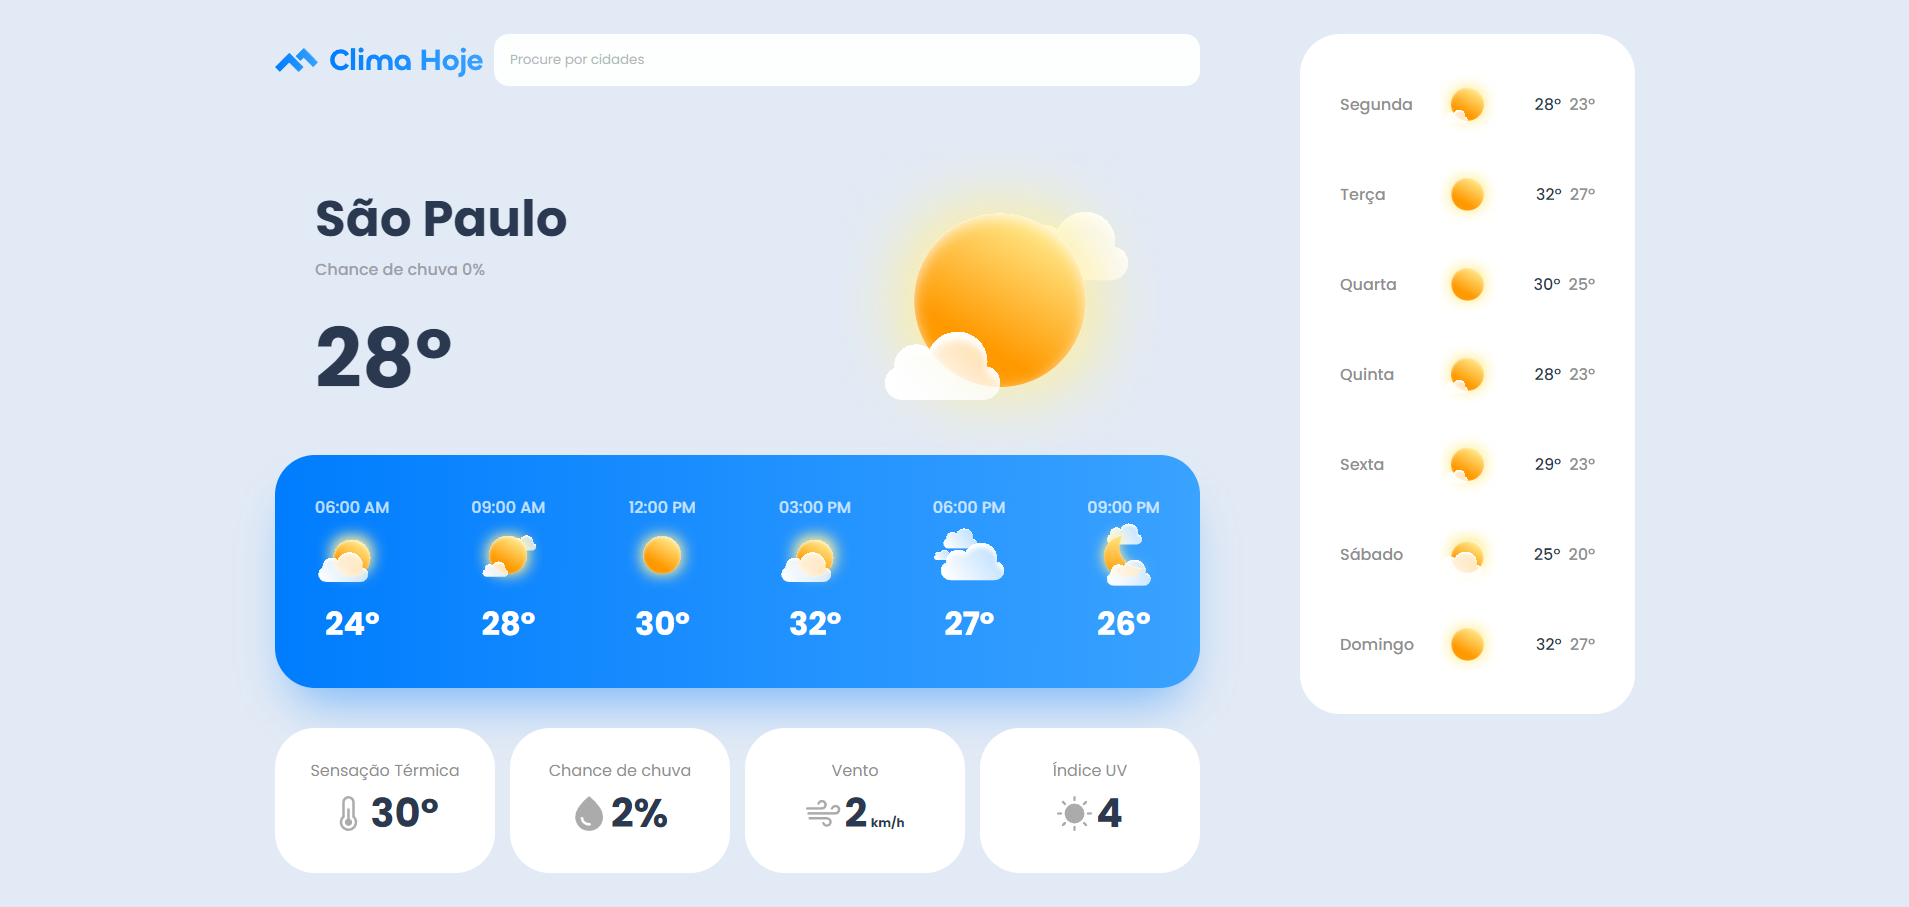 Clima Hoje
Procure por cidades
São Paulo
Chance de chuva 0%
28°
06:00 AM 09:00 AM 12:00 PM 03:00 PM 06:00 PM 09:00 PM
24° 28° 30° 32° 27° 26°
Sensação Térmica
30°
Chance de chuva
2%
Vento
2 km/h
Índice UV
4
Segunda 28° 23°
Terça 32° 27°
Quarta 30° 25°
Quinta 28° 23°
Sexta 29° 23°
Sábado 25° 20°
Domingo 32° 27°